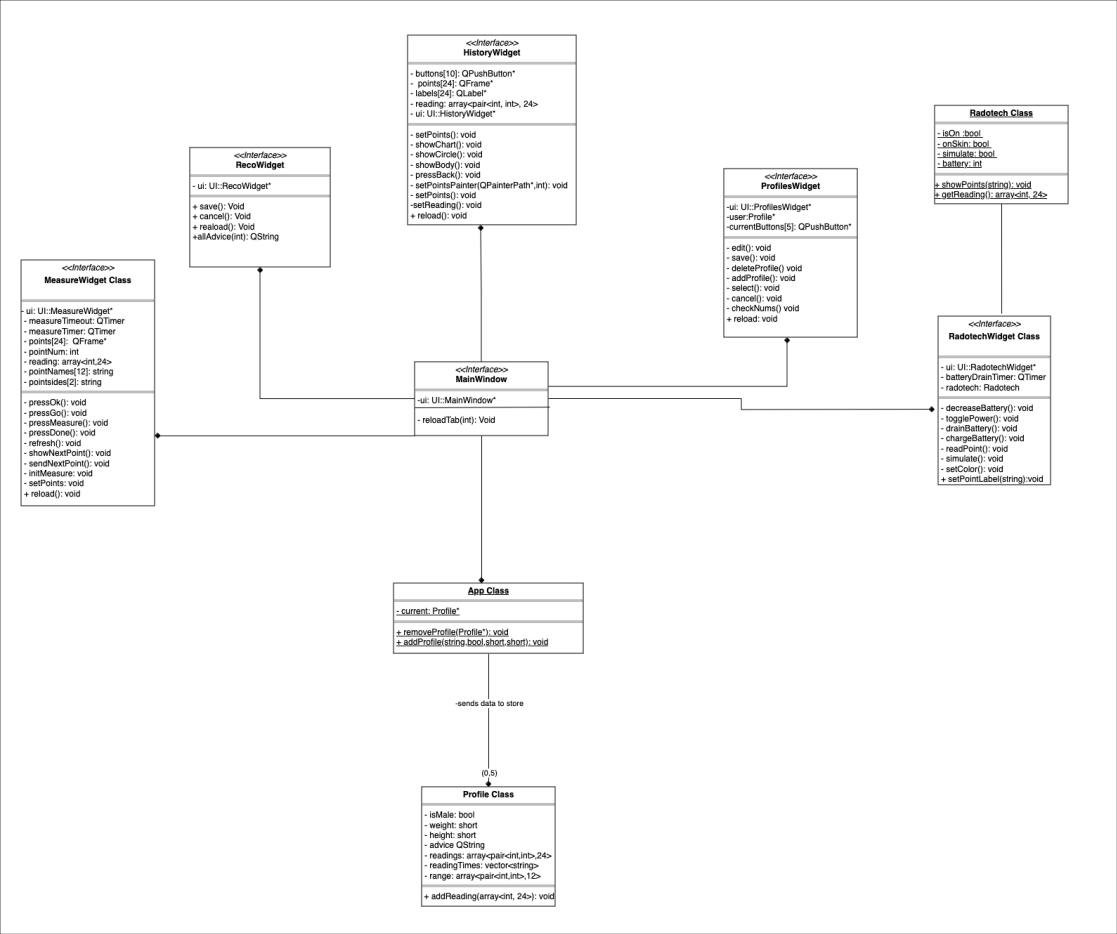 <<Interface>>
HistoryWidget
- buttons[10]: QPushButton*
- points[24]: QFrame*
- labels[24]: QLabel*
- reading: array<pair<int, int>, 24>
- ui: UI::HistoryWidget*
- setPoints(): void
- showChart(): void
- showCircle(): void
- showBody(): void
- pressBack(): void
- setPointsPainter(QPainterPath*,int): void
- setPoints(): void
-setReading(): void
+ reload(): void
Radotech Class
- isOn :bool
- onSkin: bool
- simulate: bool
- battery: int
+ showPoints(string): void
+ getReading(): array<int, 24>
<<Interface>>
RecoWidget
- ui: UI::RecoWidget*
+ save(): Void
+ cancel(): Void
+ reaload(): Void
+allAdvice(int): QString
<<Interface>>
ProfilesWidget
-ui: UI::ProfilesWidget*
-user:Profile*
-currentButtons[5]: QPushButton*
- edit(): void
- save(): void
- deleteProfile() void
- addProfile(): void
- select(): void
- cancel(): void
- checkNums() void
+ reload: void
<<Interface>>
MeasureWidget Class
- ui: UI::MeasureWidget*
- measureTimeout: QTimer
- measureTimer: QTimer
- points[24]: QFrame*
- pointNum: int
- reading: array<int,24>
- pointNames[12]: string
- pointsides[2]: string
- pressOk(): void
- pressGo(): void
- pressMeasure(): void
- pressDone(): void
- refresh(): void
- showNextPoint(): void
- sendNextPoint(): void
- initMeasure: void
- setPoints: void
+ reload(): void
<<Interface>>
RadotechWidget Class
- ui: UI::RadotechWidget*
- batteryDrainTimer: QTimer
- radotech: Radotech
- decreaseBattery(): void
- togglePower(): void
- drainBattery(): void
- chargeBattery(): void
- readPoint(): void
- simulate(): void
- setColor(): void
+ setPointLabel(string):void
<<Interface>>
MainWindow
-ui: UI::MainWindow*
- reloadTab(int): Void
App Class
- current: Profile*
+ removeProfile(Profile*): void
+ addProfile(string,bool,short,short): void
-sends data to store
(0,5)
Profile Class
- isMale: bool
- weight: short
- height: short
- advice QString
- readings: array<pair<int,int>,24>
- readingTimes: vector<string>
- range: array<pair<int,int>,12>
+ addReading(array<int, 24>): void